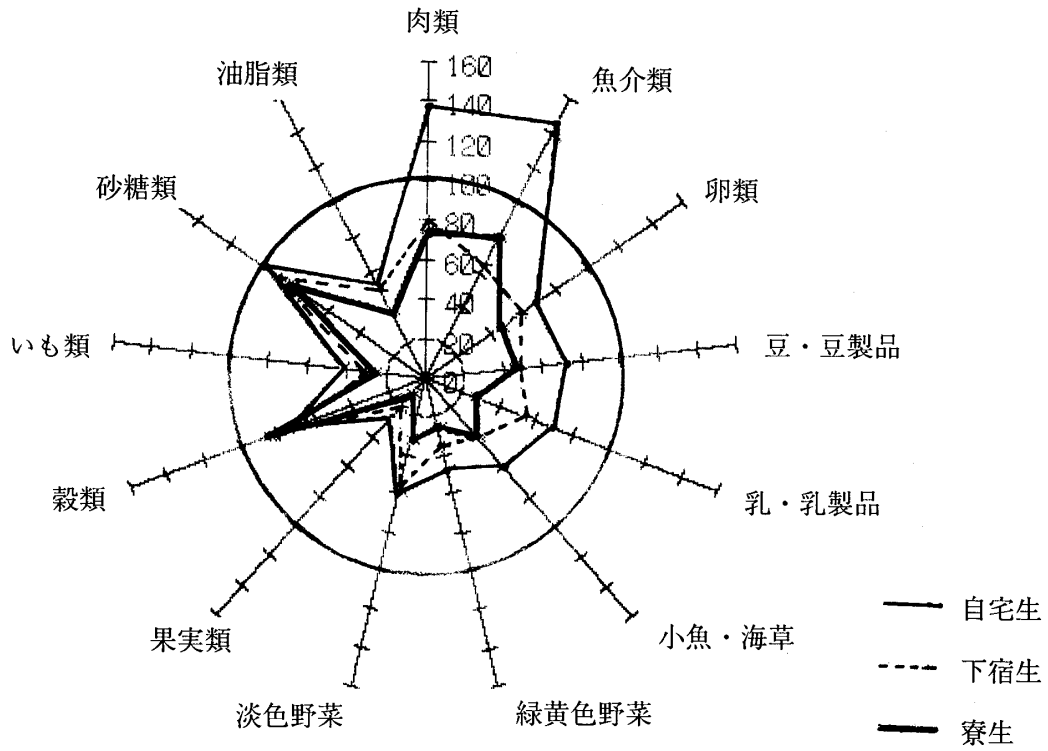 肉類
160
140
120
100
80
60
40
20
0
魚介類
卵類
豆・豆製品
乳・乳製品
小魚・海草
緑黄色野菜
淡色野菜
果実類
穀類
いも類
砂糖類
油脂類
自宅生
下宿生
寮生